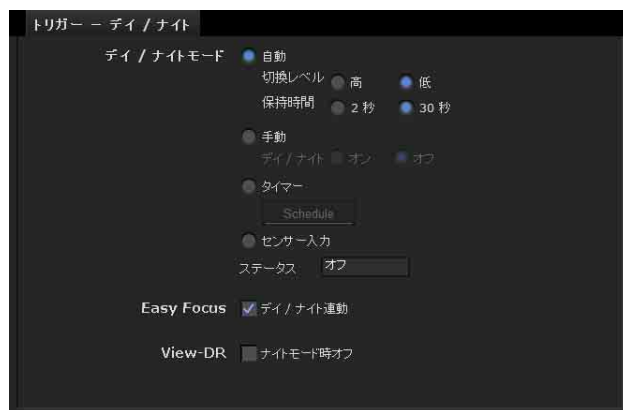 トリガー － デイ / ナイト
デイ / ナイトモード 自動
切換レベル 高 低
保持時間 2 秒 30 秒
手動
デイ / ナイト オン オフ
タイマー
Schedule
センサー入力
ステータス オフ
Easy Focus デイ / ナイト連動
View-DR ナイトモード時オフ